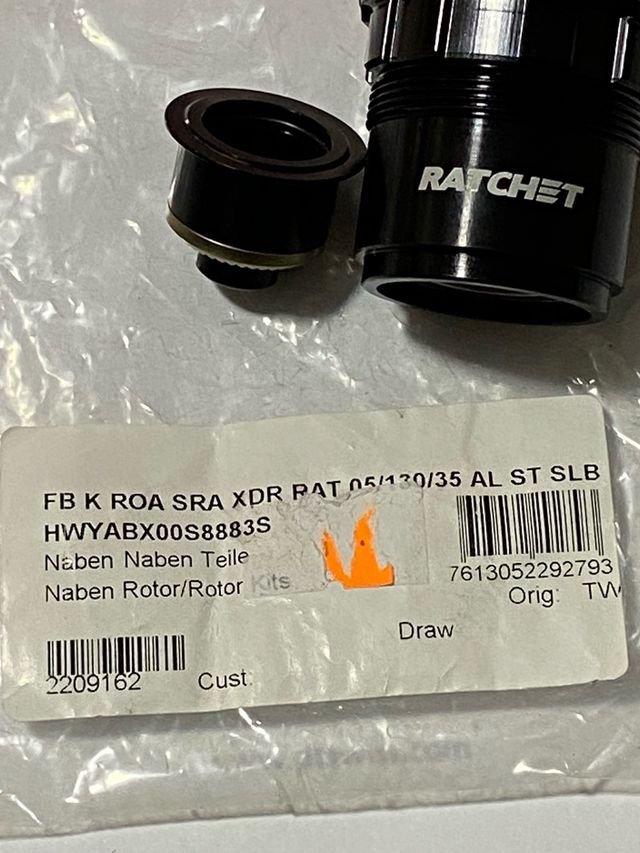 RATCHET
FB K ROA SRA XDR RAT 05/130/35 AL ST SLB
HWYABX00S8883S
Naben Naben Teile
Naben Rotor/Rotor Kits
7613052292793
Orig: TW
Draw
2209162
Cust: